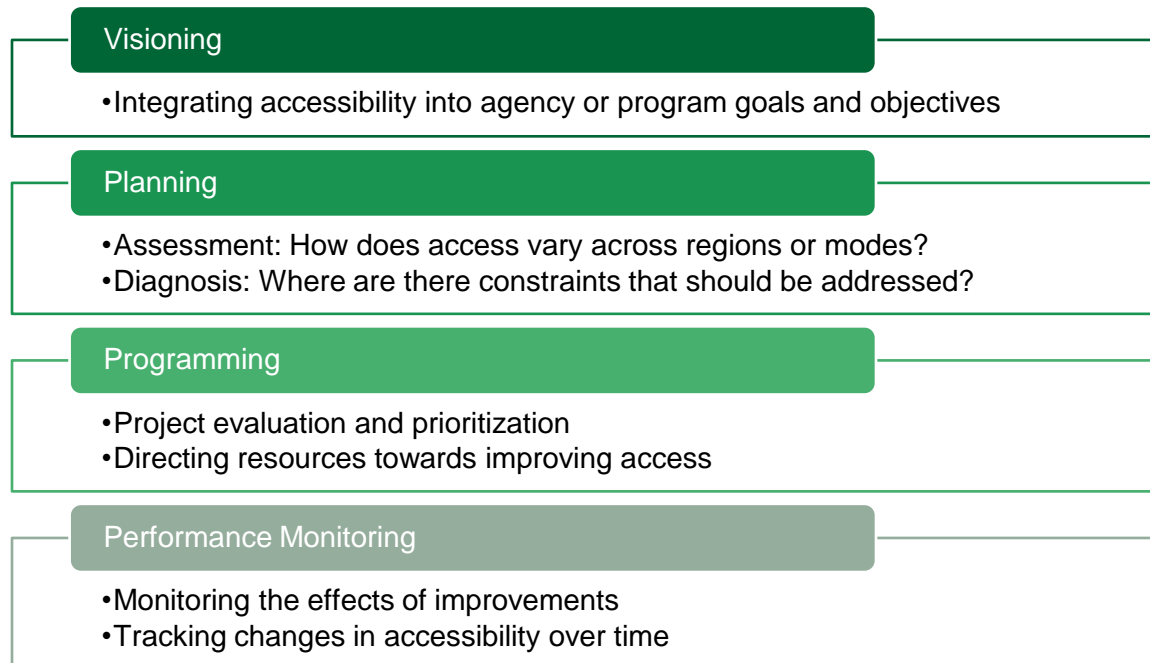 Visioning
•Integrating accessibility into agency or program goals and objectives
Planning
•Assessment: How does access vary across regions or modes?
•Diagnosis: Where are there constraints that should be addressed?
Programming
•Project evaluation and prioritization
•Directing resources towards improving access
Performance Monitoring
•Monitoring the effects of improvements
•Tracking changes in accessibility over time